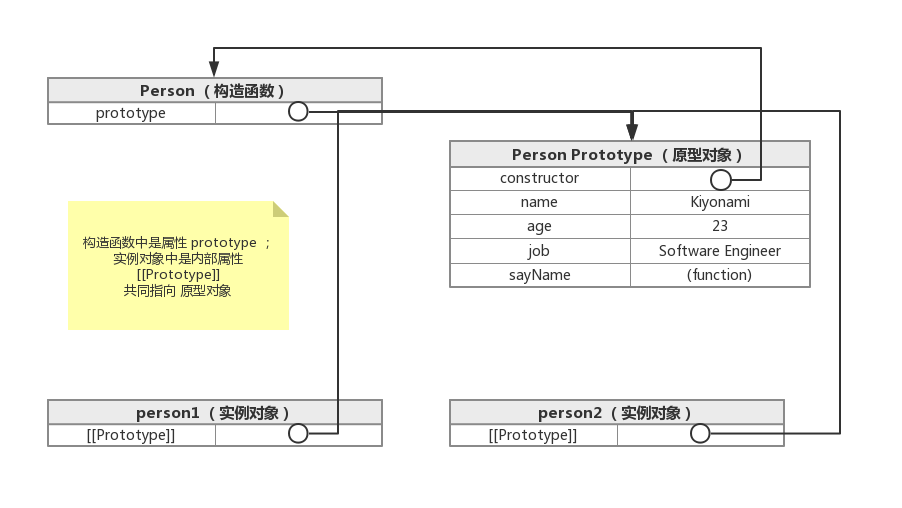 Person（构造函数）
prototype
Person Prototype（原型对象）
constructor
name Kiyonami
age 23
job Software Engineer
sayName (function)
构造函数中是属性 prototype ；
实例对象中是内部属性
[[Prototype]]
共同指向 原型对象
person1（实例对象）
[[Prototype]]
person2（实例对象）
[[Prototype]]